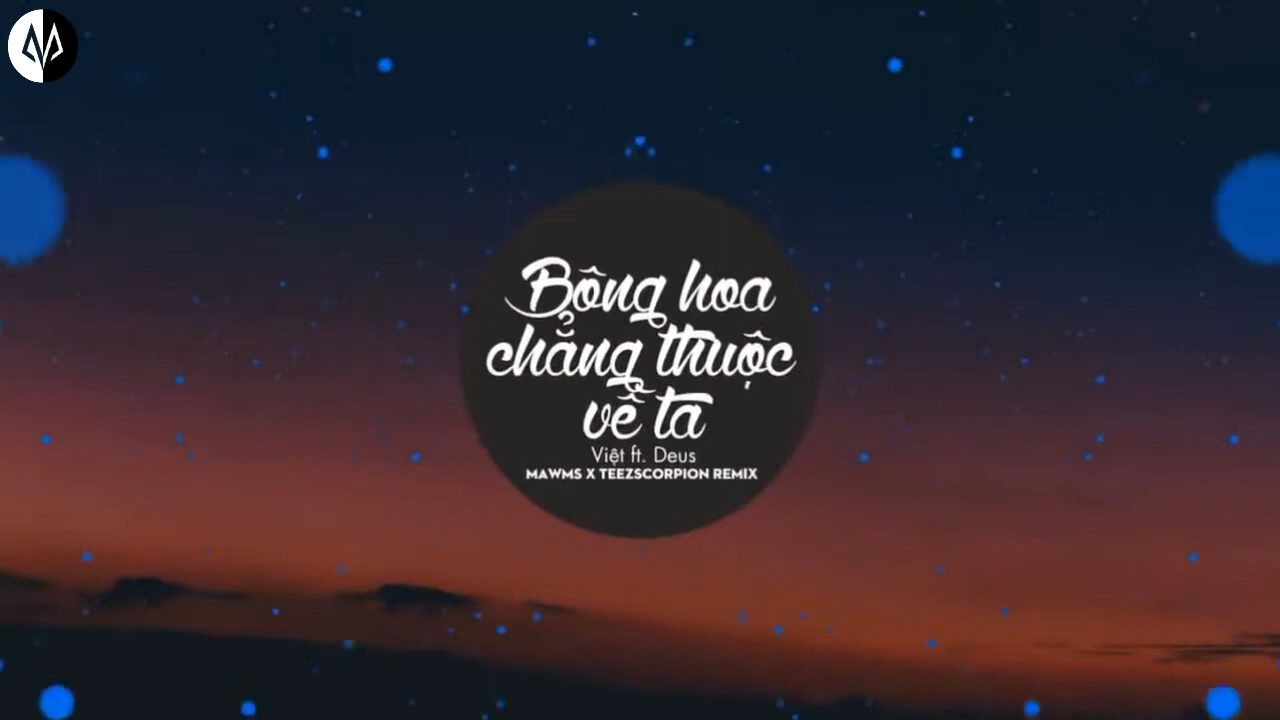 Bông hoa
chẳng thuộc
về ta
Việt ft. Deus
MAWMS X TEEZSCORPION REMIX